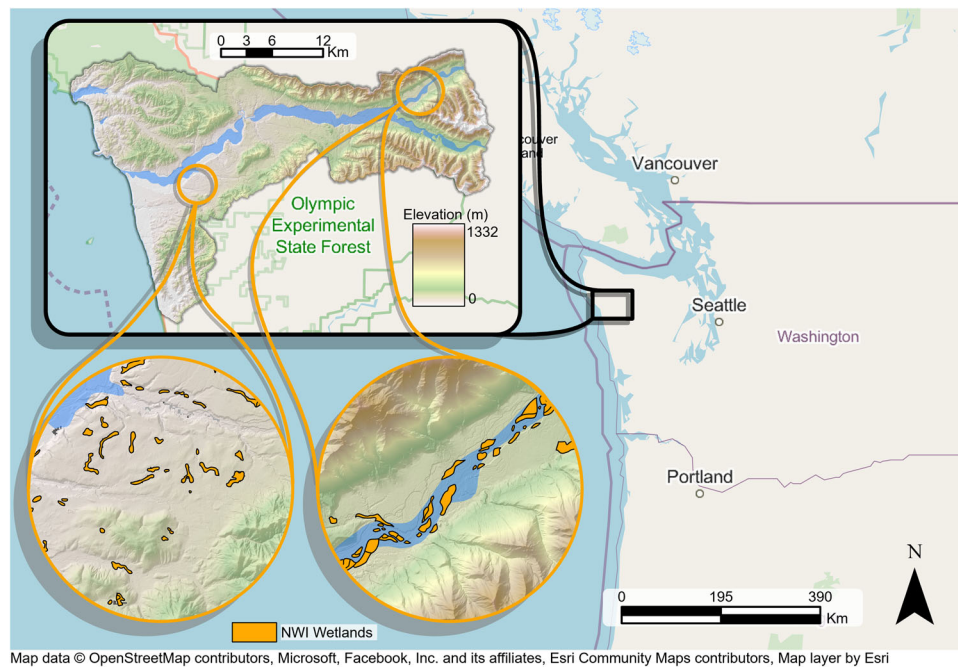 0 3 6 12
Km
couver
and
Vancouver
Olympic
Experimental
State Forest
Elevation (m)
1332
0
Seattle
Washington
Portland
N
0 195 390
Km
NWI Wetlands
Map data © OpenStreetMap contributors, Microsoft, Facebook, Inc. and its affiliates, Esri Community Maps contributors, Map layer by Esri